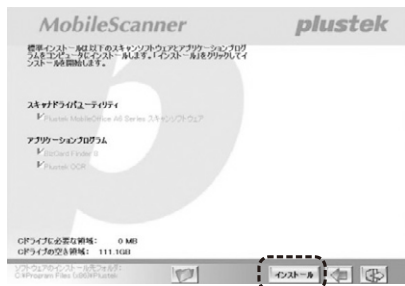 MobileScanner
plustek
標準インストールは以下のスキャンソフトウェアとアプリケーションプログ
ラムをコンピュータにインストールします。「インストール」をクリックしてイ
ンストールを開始します。
スキャナドライバ/ユーティリティ
Plustek MobileOffice A6 Series スキャンソフトウェア
アプリケーションプログラム
Plustek OCR
Cドライブに必要な領域: 0 MB
Cドライブの空き領域: 111.1GB
ソフトウェアのインストール先フォルダ:
C:\Program Files (x86)\Plustek
インストール